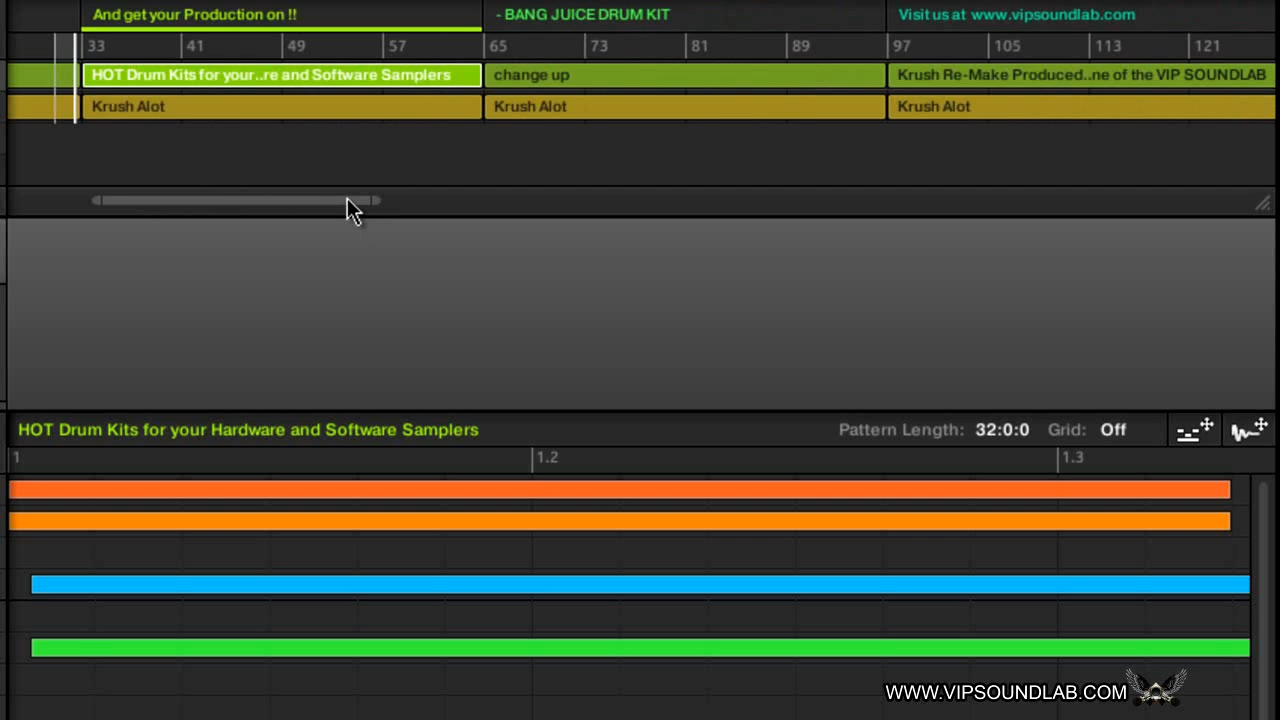 And get your Production on !! - BANG JUICE DRUM KIT Visit us at www.vipsoundlab.com
33 41 49 57 65 73 81 89 97 105 113 121
HOT Drum Kits for your..re and Software Samplers change up Krush Re-Make Produced..ne of the VIP SOUNDLAB
Krush Alot Krush Alot Krush Alot
HOT Drum Kits for your Hardware and Software Samplers Pattern Length: 32:0:0 Grid: Off
1 1.2 1.3
WWW.VIPSOUNDLAB.COM